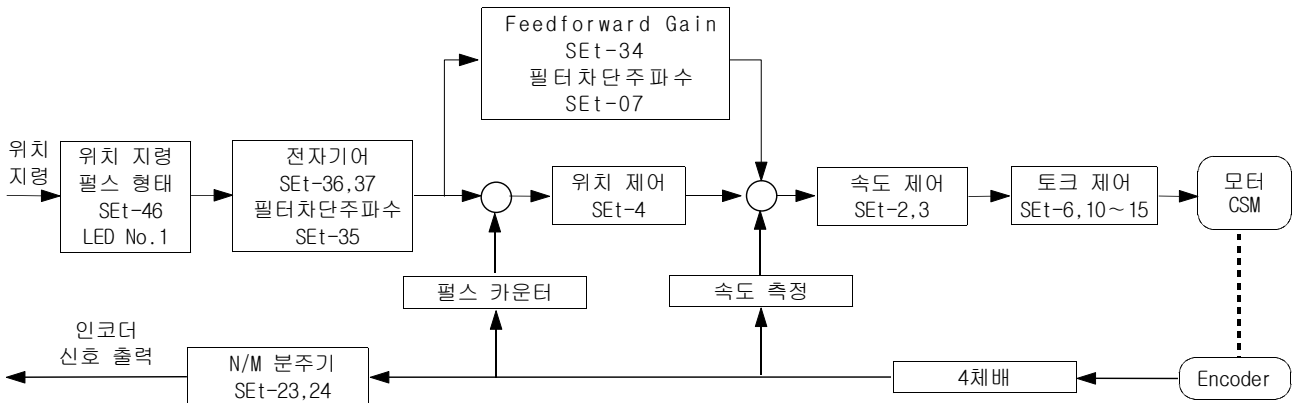 Feedforward Gain
SEt-34
필터차단주파수
SEt-07
위치
지령
위치 지령
펄스 형태
SEt-46
LED No.1
전자기어
SEt-36,37
필터차단주파수
SEt-35
위치 제어
SEt-4
속도 제어
SEt-2,3
토크 제어
SEt-6,10～15
모터
CSM
펄스 카운터
속도 측정
인코더
신호 출력
N/M 분주기
SEt-23,24
4체배
Encoder